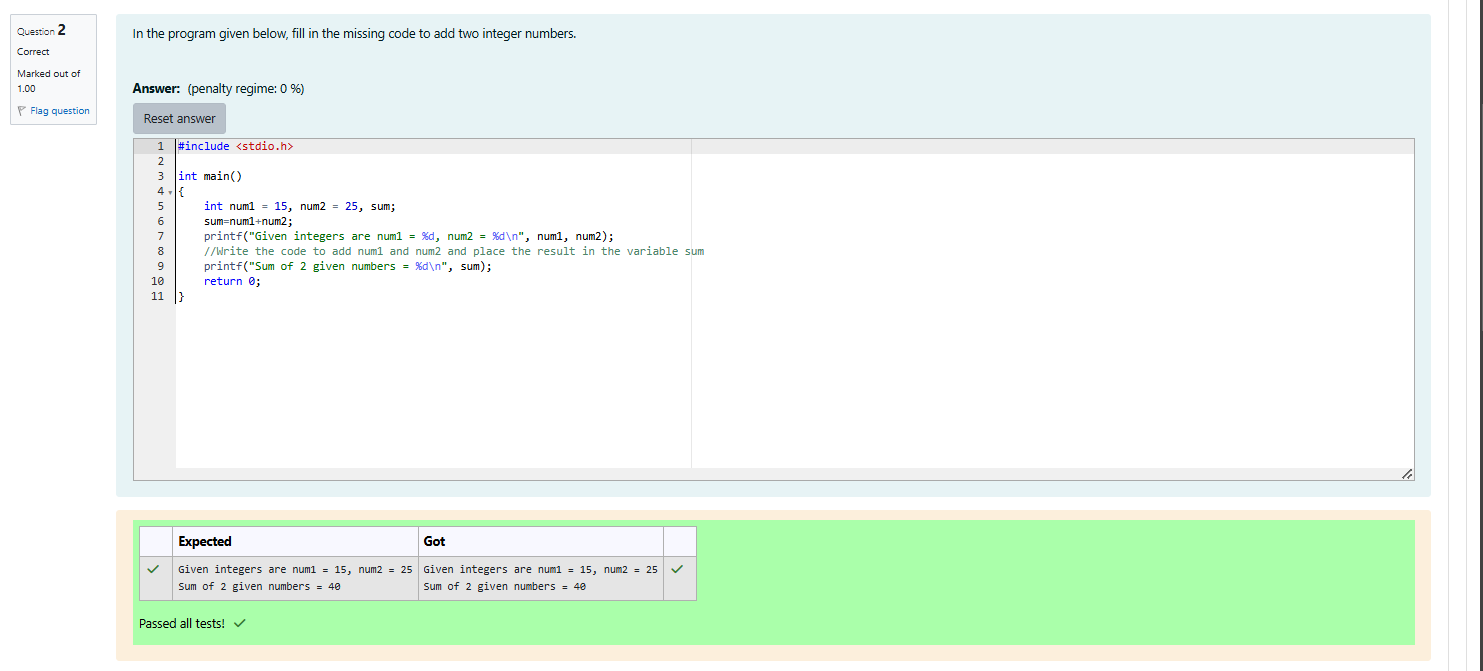 Question 2
Correct
Marked out of
1.00
Flag question
In the program given below, fill in the missing code to add two integer numbers.
Answer: (penalty regime: 0 %)
Reset answer
1 #include <stdio.h>
2
3 int main()
4 {
5     int num1 = 15, num2 = 25, sum;
6     sum=num1+num2;
7     printf("Given integers are num1 = %d, num2 = %d\n", num1, num2);
8     //Write the code to add num1 and num2 and place the result in the variable sum
9     printf("Sum of 2 given numbers = %d\n", sum);
10     return 0;
11 }
Expected Got
Given integers are num1 = 15, num2 = 25 Given integers are num1 = 15, num2 = 25
Sum of 2 given numbers = 40 Sum of 2 given numbers = 40
Passed all tests!